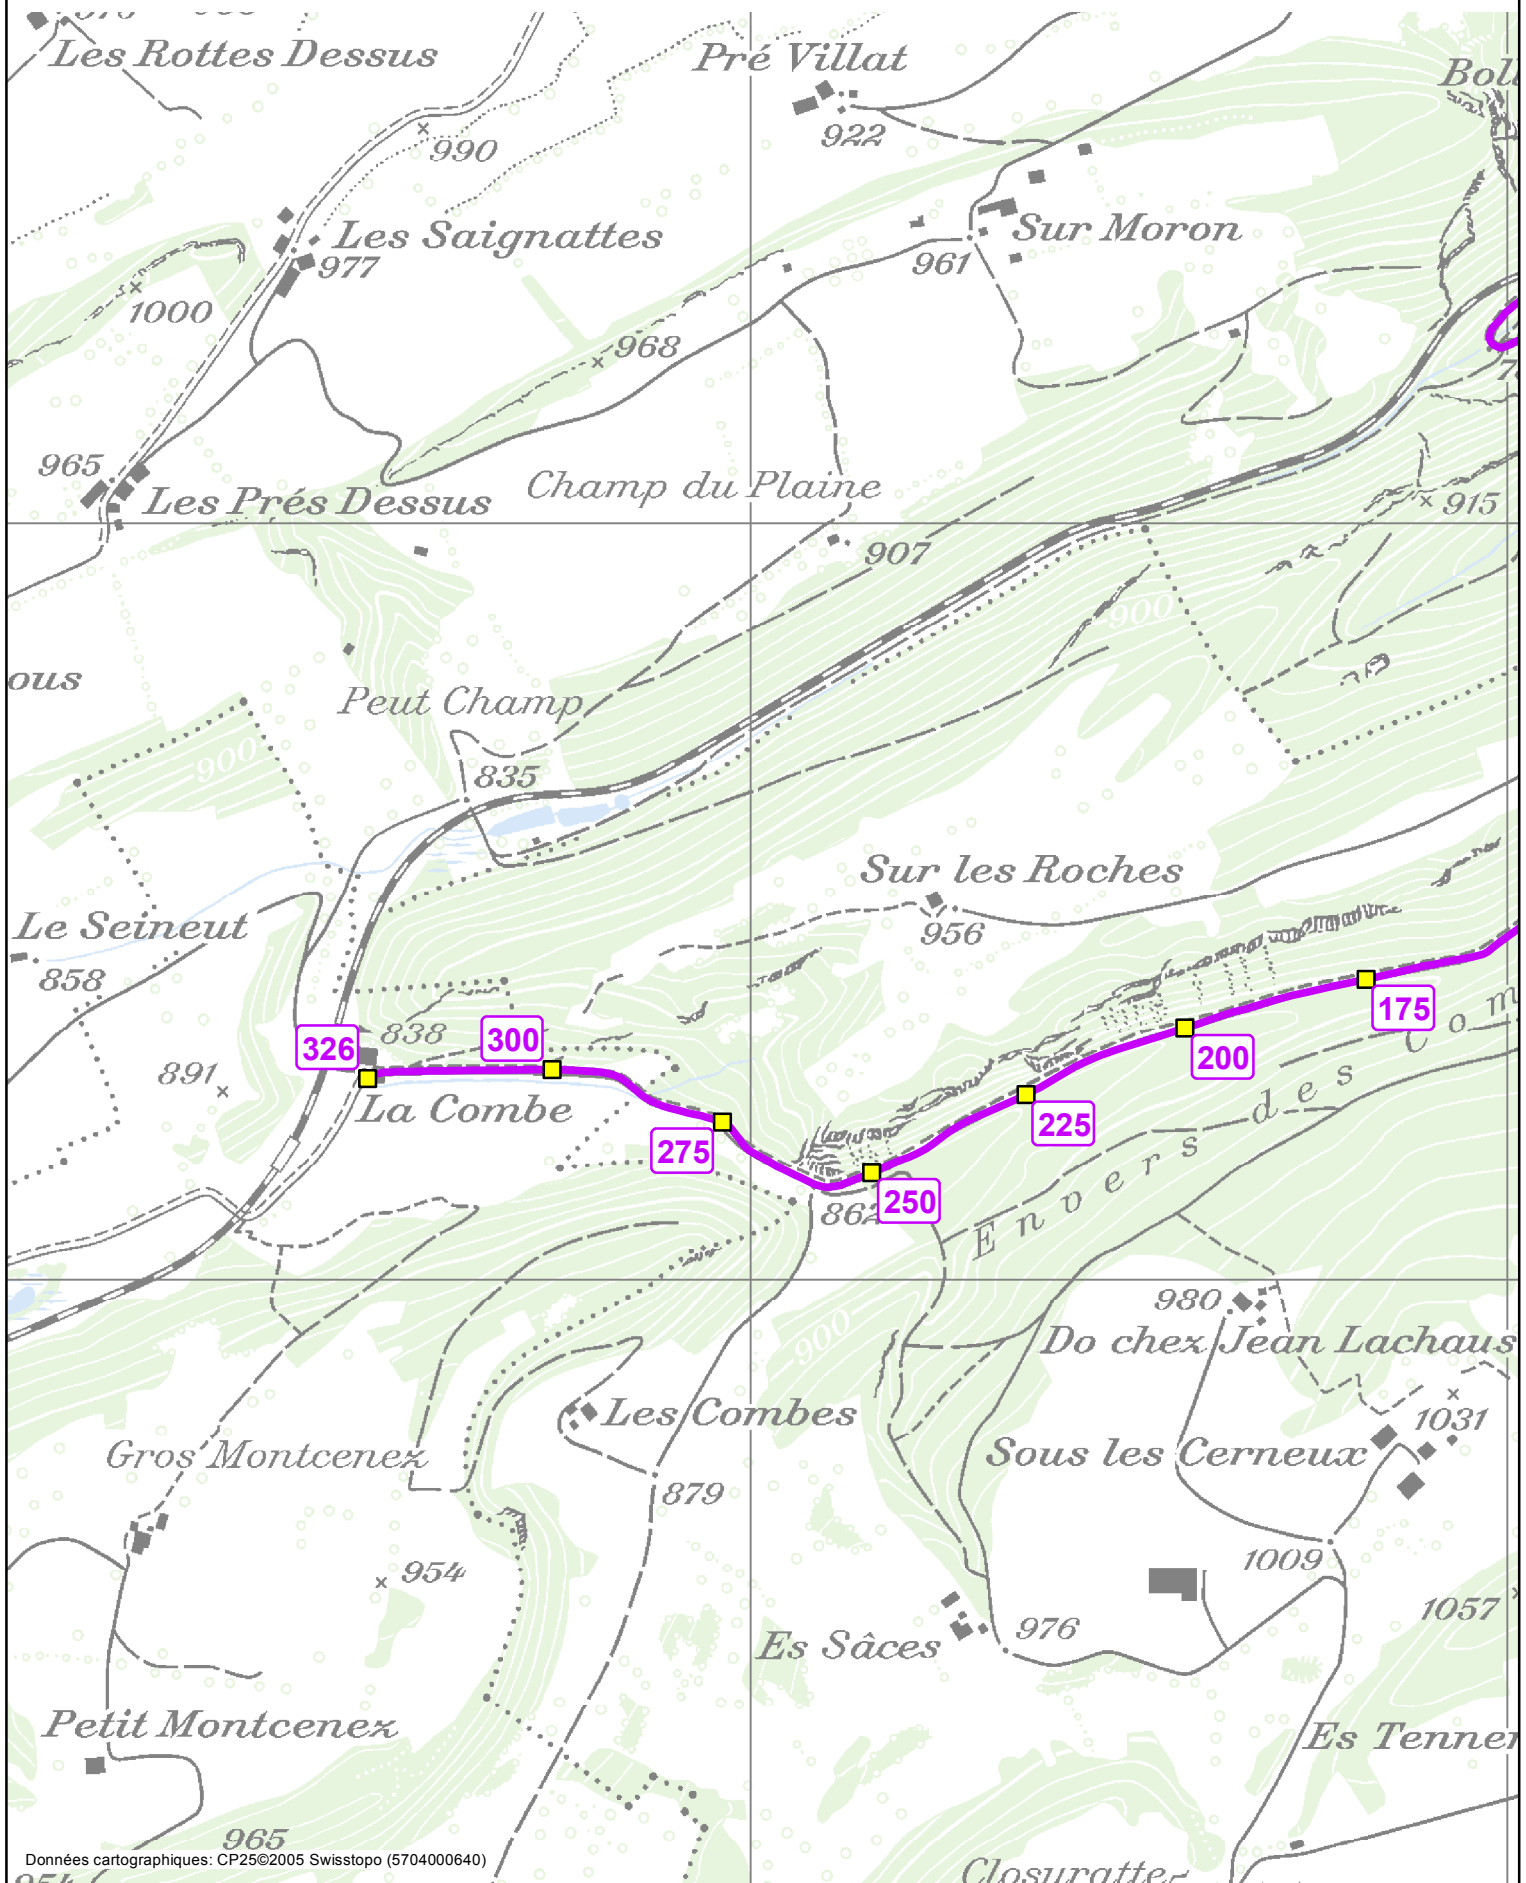 Les Rottes Dessus
Pré Villat
922
990
Les Saignattes
977
Sur Moron
961
1000
968
965
Les Prés Dessus
Champ du Plaine
915
907
900
ous
Peut Champ
900
835
Sur les Roches
956
Le Seineut
858
175
326
838
300
200
891
La Combe
275
225
250
862
Envers des Com
980
Do chez Jean Lachaus
900
Les Combes
1031
Gros Montcenez
Sous les Cerneux
879
1009
954
1057
976
Es Sâces
Petit Montcenez
Es Tenner
965
Données cartographiques: CP25©2005 Swisstopo (5704000640)